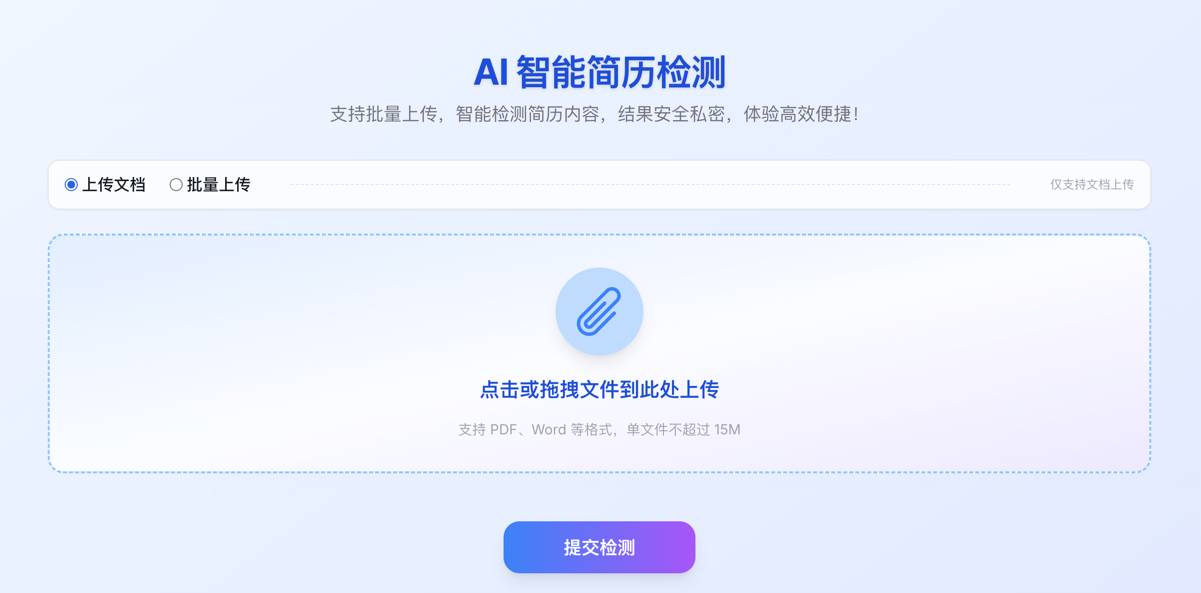 AI 智能简历检测
支持批量上传，智能检测简历内容，结果安全私密，体验高效便捷！
上传文档 批量上传 仅支持文档上传
点击或拖拽文件到此处上传
支持 PDF、Word 等格式，单文件不超过 15M
提交检测